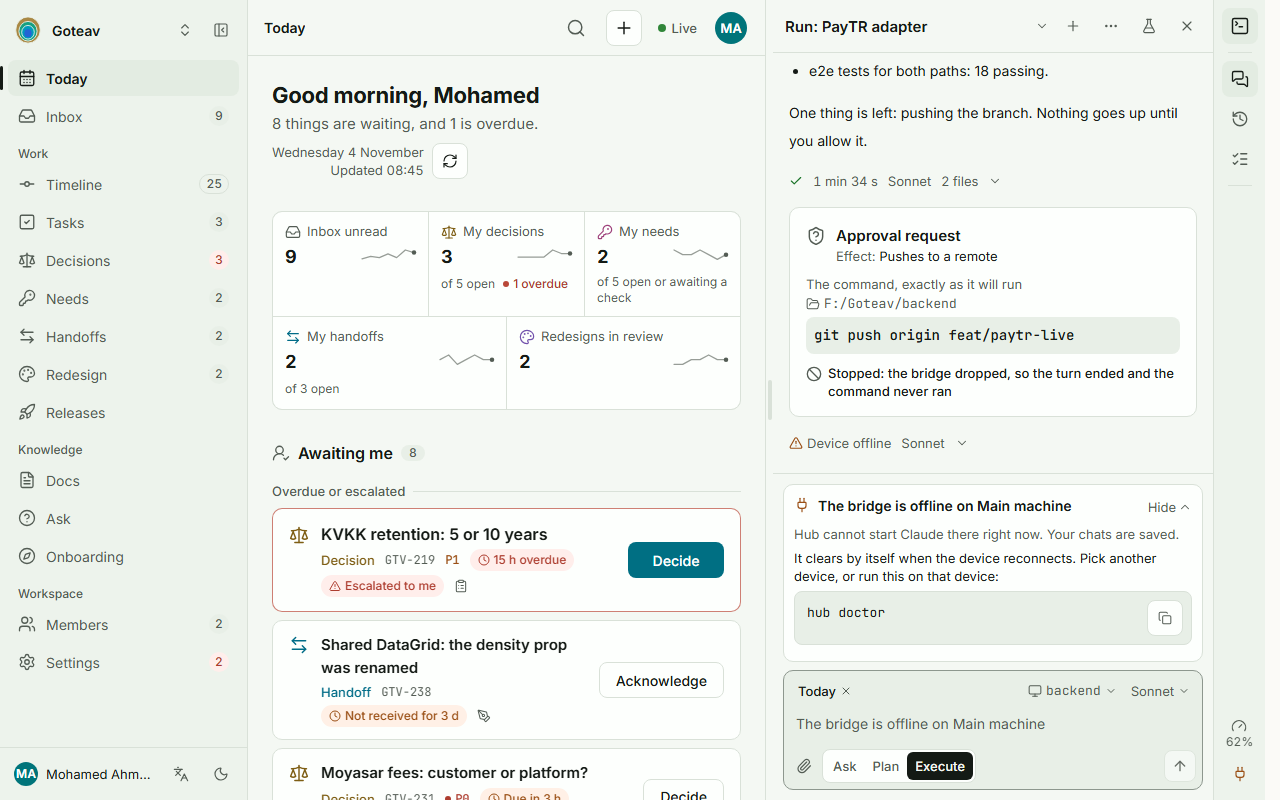 Goteav
Today
Inbox
9
Work
Timeline
25
Tasks
3
Decisions
3
Needs
2
Handoffs
2
Redesign
2
Releases
Knowledge
Docs
Ask
Onboarding
Workspace
Members
2
Settings
2
MA
Mohamed Ahm...
Today
Live
MA
Good morning, Mohamed
8 things are waiting, and 1 is overdue.
Wednesday 4 November
Updated 08:45
Inbox unread
9
My decisions
3
of 5 open
1 overdue
My needs
2
of 5 open or awaiting a
check
My handoffs
2
of 3 open
Redesigns in review
2
Awaiting me
8
Overdue or escalated
KVKK retention: 5 or 10 years
Decision GTV-219 P1 15 h overdue
Escalated to me
Decide
Shared DataGrid: the density prop
was renamed
Handoff GTV-238
Not received for 3 d
Acknowledge
Moyasar fees: customer or platform?
Decision GTV-231 P0 Due in 3 h
Decide
Run: PayTR adapter
• e2e tests for both paths: 18 passing.
One thing is left: pushing the branch. Nothing goes up until
you allow it.
1 min 34 s Sonnet 2 files
Approval request
Effect: Pushes to a remote
The command, exactly as it will run
F:/Goteav/backend
git push origin feat/paytr-live
Stopped: the bridge dropped, so the turn ended and the
command never ran
Device offline Sonnet
The bridge is offline on Main machine
Hide
Hub cannot start Claude there right now. Your chats are saved.
It clears by itself when the device reconnects. Pick another
device, or run this on that device:
hub doctor
Today ×
backend
Sonnet
The bridge is offline on Main machine
Ask
Plan
Execute
62%